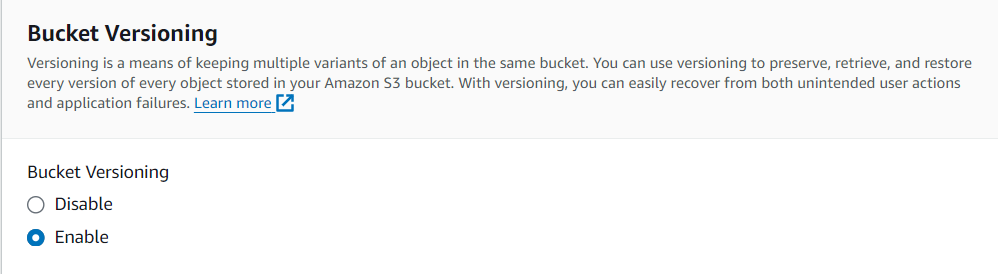 Bucket Versioning
Versioning is a means of keeping multiple variants of an object in the same bucket. You can use versioning to preserve, retrieve, and restore
every version of every object stored in your Amazon S3 bucket. With versioning, you can easily recover from both unintended user actions
and application failures. Learn more
Bucket Versioning
Disable
Enable